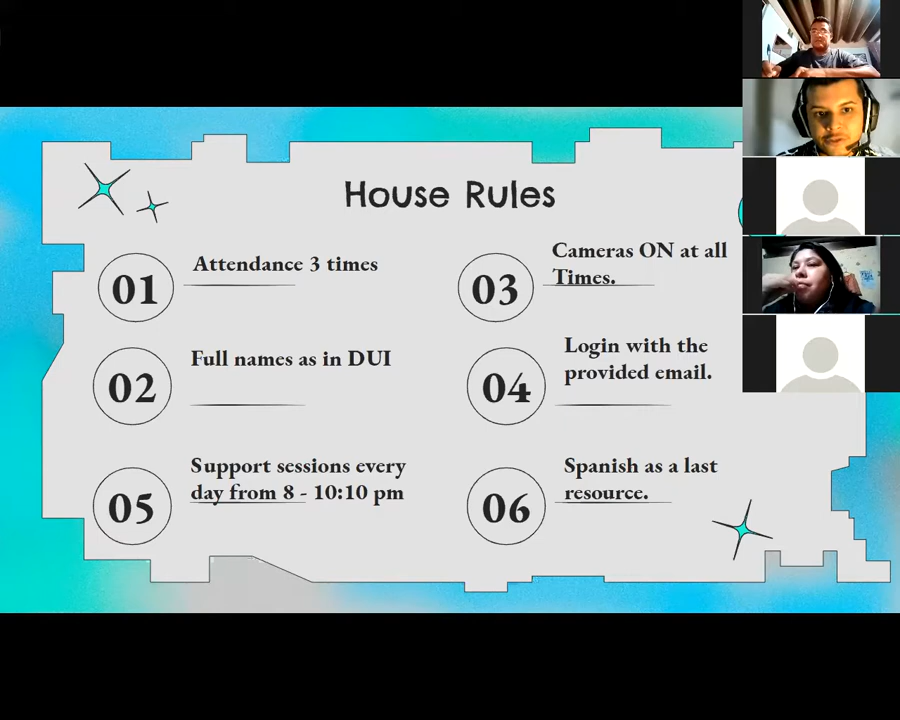 House Rules
01
Attendance 3 times
02
Full names as in DUI
03
Cameras ON at all
Times.
04
Login with the
provided email.
05
Support sessions every
day from 8 - 10:10 pm
06
Spanish as a last
resource.